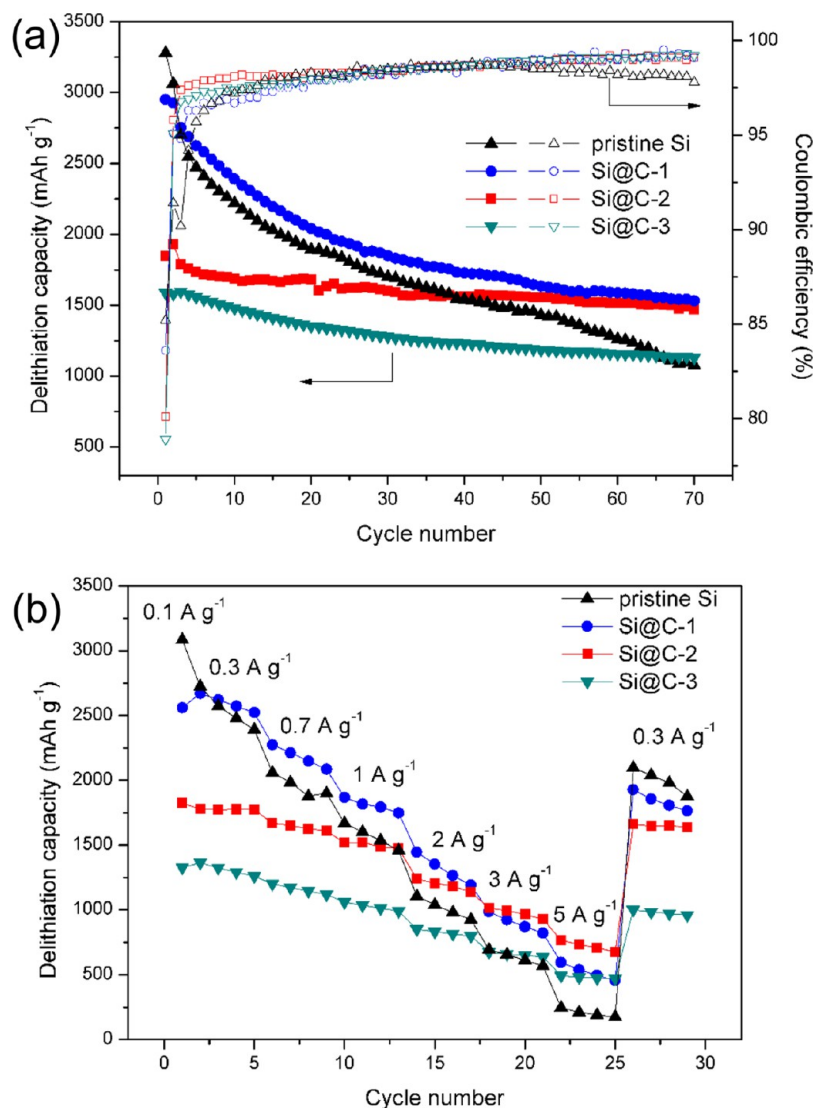 (a)
3500
3000
2500
2000
1500
1000
500
Delithiation capacity (mAh g⁻¹)
pristine Si
Si@C-1
Si@C-2
Si@C-3
100
95
90
85
80
Coulombic efficiency (%)
0 10 20 30 40 50 60 70
Cycle number
(b)
3500
3000
2500
2000
1500
1000
500
0
Delithiation capacity (mAh g⁻¹)
pristine Si
Si@C-1
Si@C-2
Si@C-3
0.1 A g⁻¹
0.3 A g⁻¹
0.7 A g⁻¹
1 A g⁻¹
2 A g⁻¹
3 A g⁻¹
5 A g⁻¹
0.3 A g⁻¹
0 5 10 15 20 25 30
Cycle number